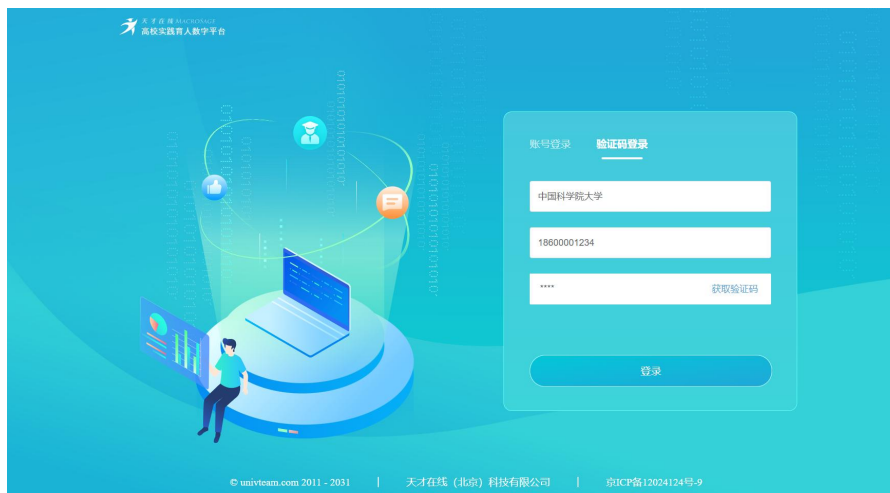 天才在线 MACROSAGE
高校实践育人数字平台
账号登录 验证码登录
中国科学院大学
18600001234
**** 获取验证码
登录
© univteam.com 2011 - 2031 | 天才在线（北京）科技有限公司 | 京ICP备12024124号-9